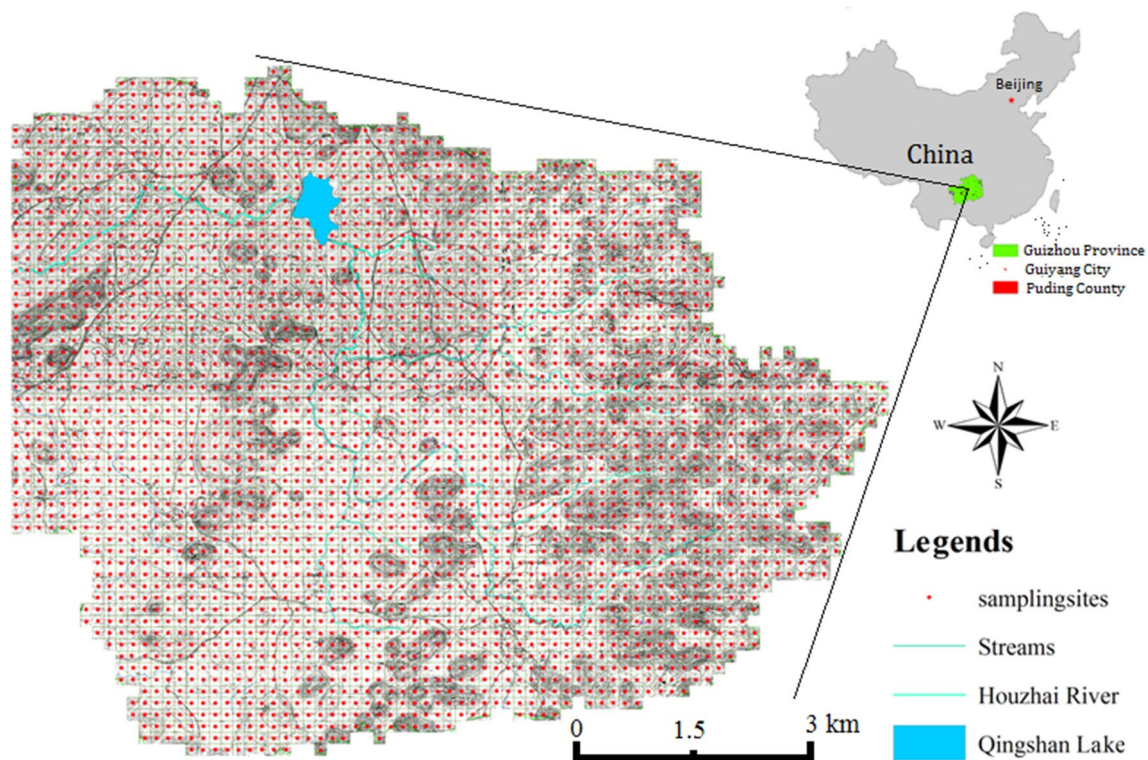 Beijing
China
Guizhou Province
Guiyang City
Puding County
N
W E
S
Legends
samplingsites
Streams
Houzhai River
Qingshan Lake
0 1.5 3 km